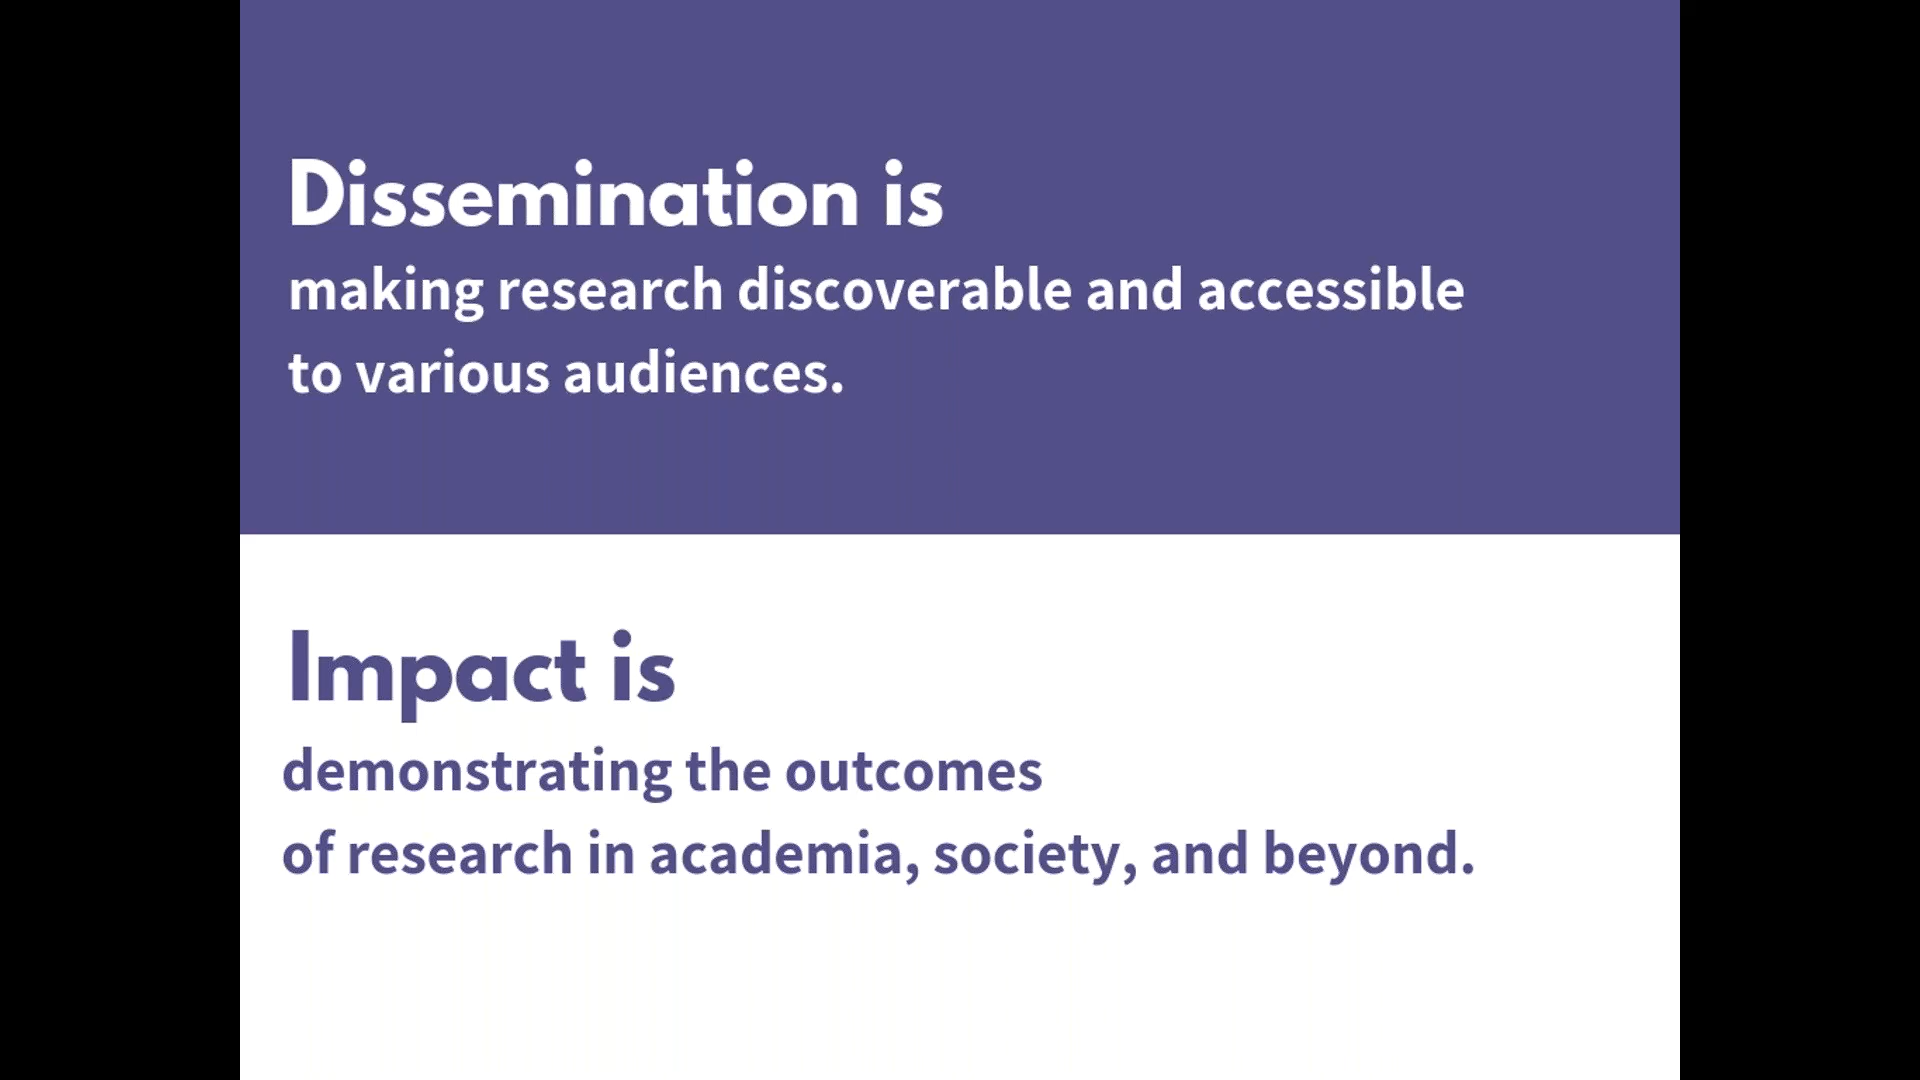 Dissemination is
making research discoverable and accessible
to various audiences.
Impact is
demonstrating the outcomes
of research in academia, society, and beyond.